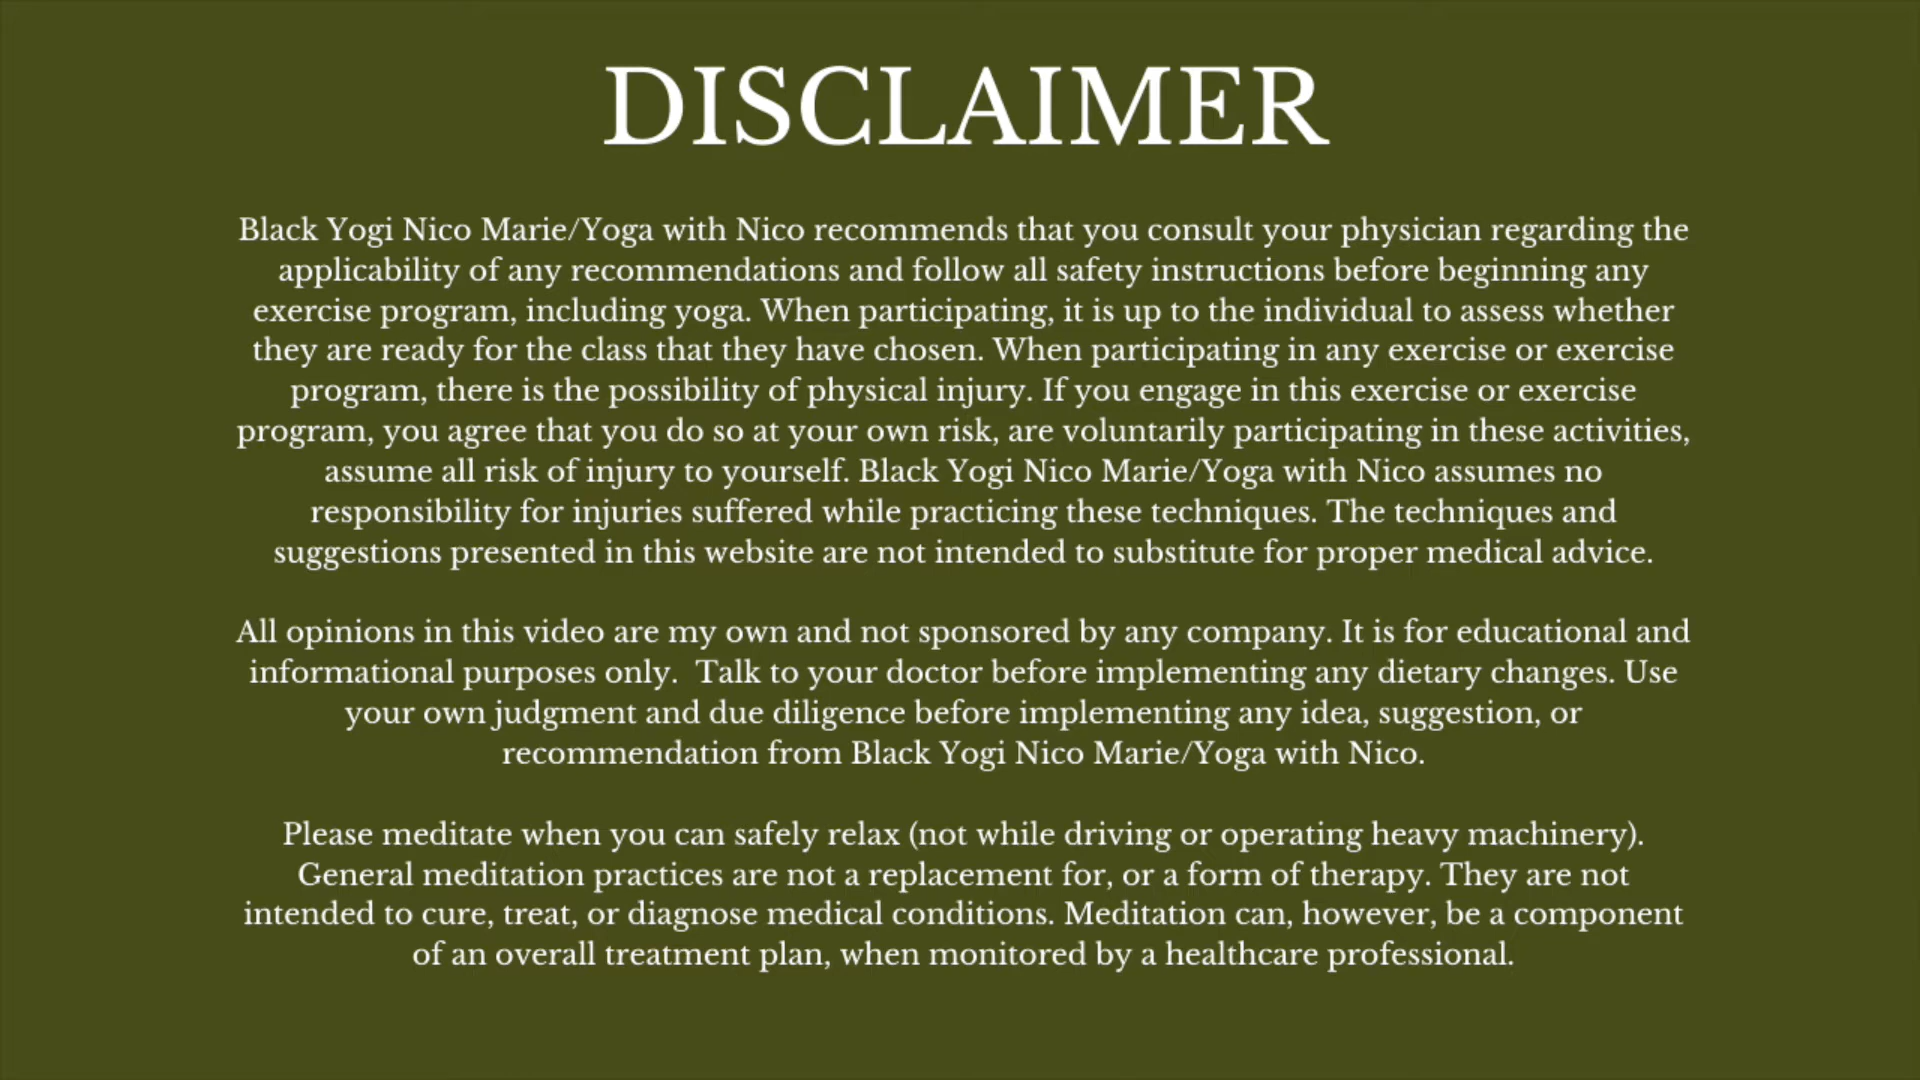 DISCLAIMER
Black Yogi Nico Marie/Yoga with Nico recommends that you consult your physician regarding the
applicability of any recommendations and follow all safety instructions before beginning any
exercise program, including yoga. When participating, it is up to the individual to assess whether
they are ready for the class that they have chosen. When participating in any exercise or exercise
program, there is the possibility of physical injury. If you engage in this exercise or exercise
program, you agree that you do so at your own risk, are voluntarily participating in these activities,
assume all risk of injury to yourself. Black Yogi Nico Marie/Yoga with Nico assumes no
responsibility for injuries suffered while practicing these techniques. The techniques and
suggestions presented in this website are not intended to substitute for proper medical advice.
All opinions in this video are my own and not sponsored by any company. It is for educational and
informational purposes only.  Talk to your doctor before implementing any dietary changes. Use
your own judgment and due diligence before implementing any idea, suggestion, or
recommendation from Black Yogi Nico Marie/Yoga with Nico.
Please meditate when you can safely relax (not while driving or operating heavy machinery).
General meditation practices are not a replacement for, or a form of therapy. They are not
intended to cure, treat, or diagnose medical conditions. Meditation can, however, be a component
of an overall treatment plan, when monitored by a healthcare professional.